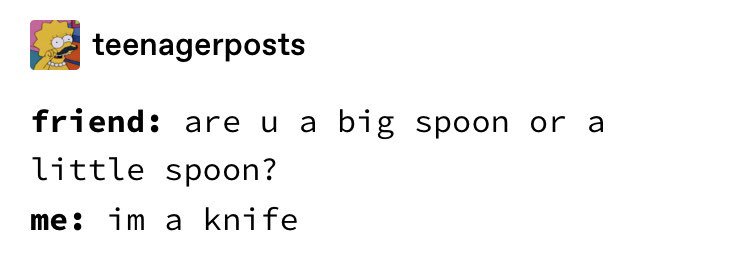 teenagerposts
friend: are u a big spoon or a
little spoon?
me: im a knife